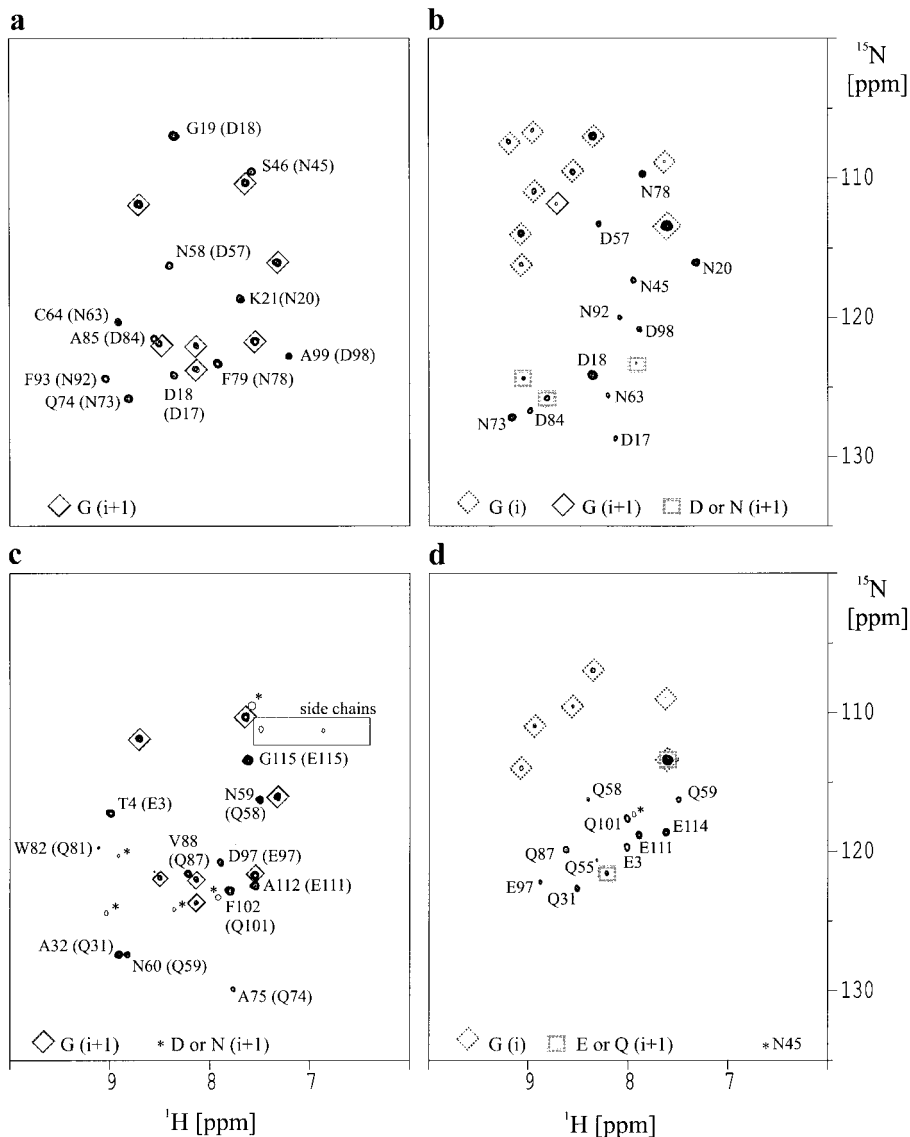 a
b
¹⁵N
[ppm]
G19 (D18)
S46 (N45)
N58 (D57)
K21(N20)
C64 (N63)
A85 (D84)
A99 (D98)
F93 (N92)
F79 (N78)
Q74 (N73)
D18
(D17)
G (i+1)
N78
D57
N20
N45
N92
D98
D18
N63
N73
D84
D17
G (i)
G (i+1)
D or N (i+1)
110
120
130
c
d
¹⁵N
[ppm]
*
side chains
G115 (E115)
N59
(Q58)
T4 (E3)
V88
(Q87)
W82 (Q81)
*
D97 (E97)
A112 (E111)
*
*
*
F102
(Q101)
A32 (Q31)
N60 (Q59)
A75 (Q74)
G (i+1)
* D or N (i+1)
Q58
Q59
Q101
*
E114
E111
Q87
E3
Q55
E97
Q31
G (i)
E or Q (i+1)
* N45
110
120
130
9 8 7
9 8 7
¹H [ppm]
¹H [ppm]